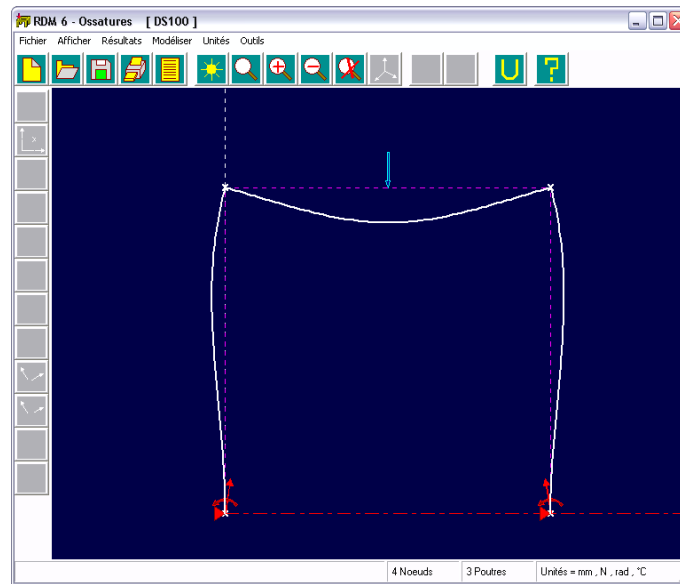 RDM 6 - Ossatures [ DS100 ]
Fichier Afficher Résultats Modéliser Unités Outils
4 Noeuds 3 Poutres Unités = mm , N , rad , °C